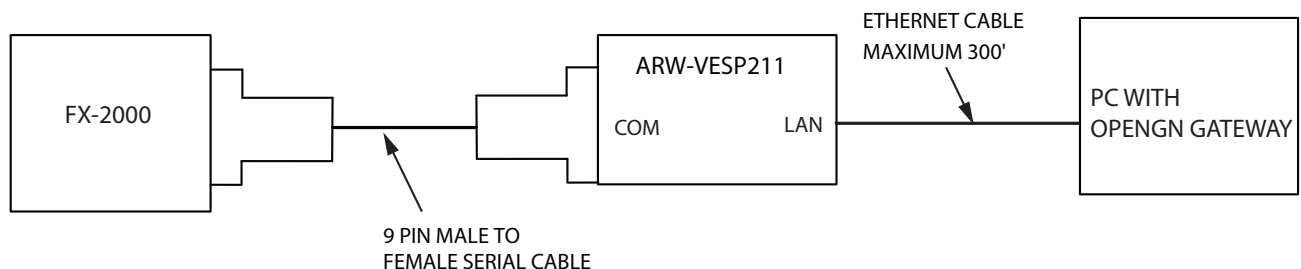 ETHERNET CABLE
MAXIMUM 300'
FX-2000
ARW-VESP211
COM
LAN
PC WITH
OPENGN GATEWAY
9 PIN MALE TO
FEMALE SERIAL CABLE